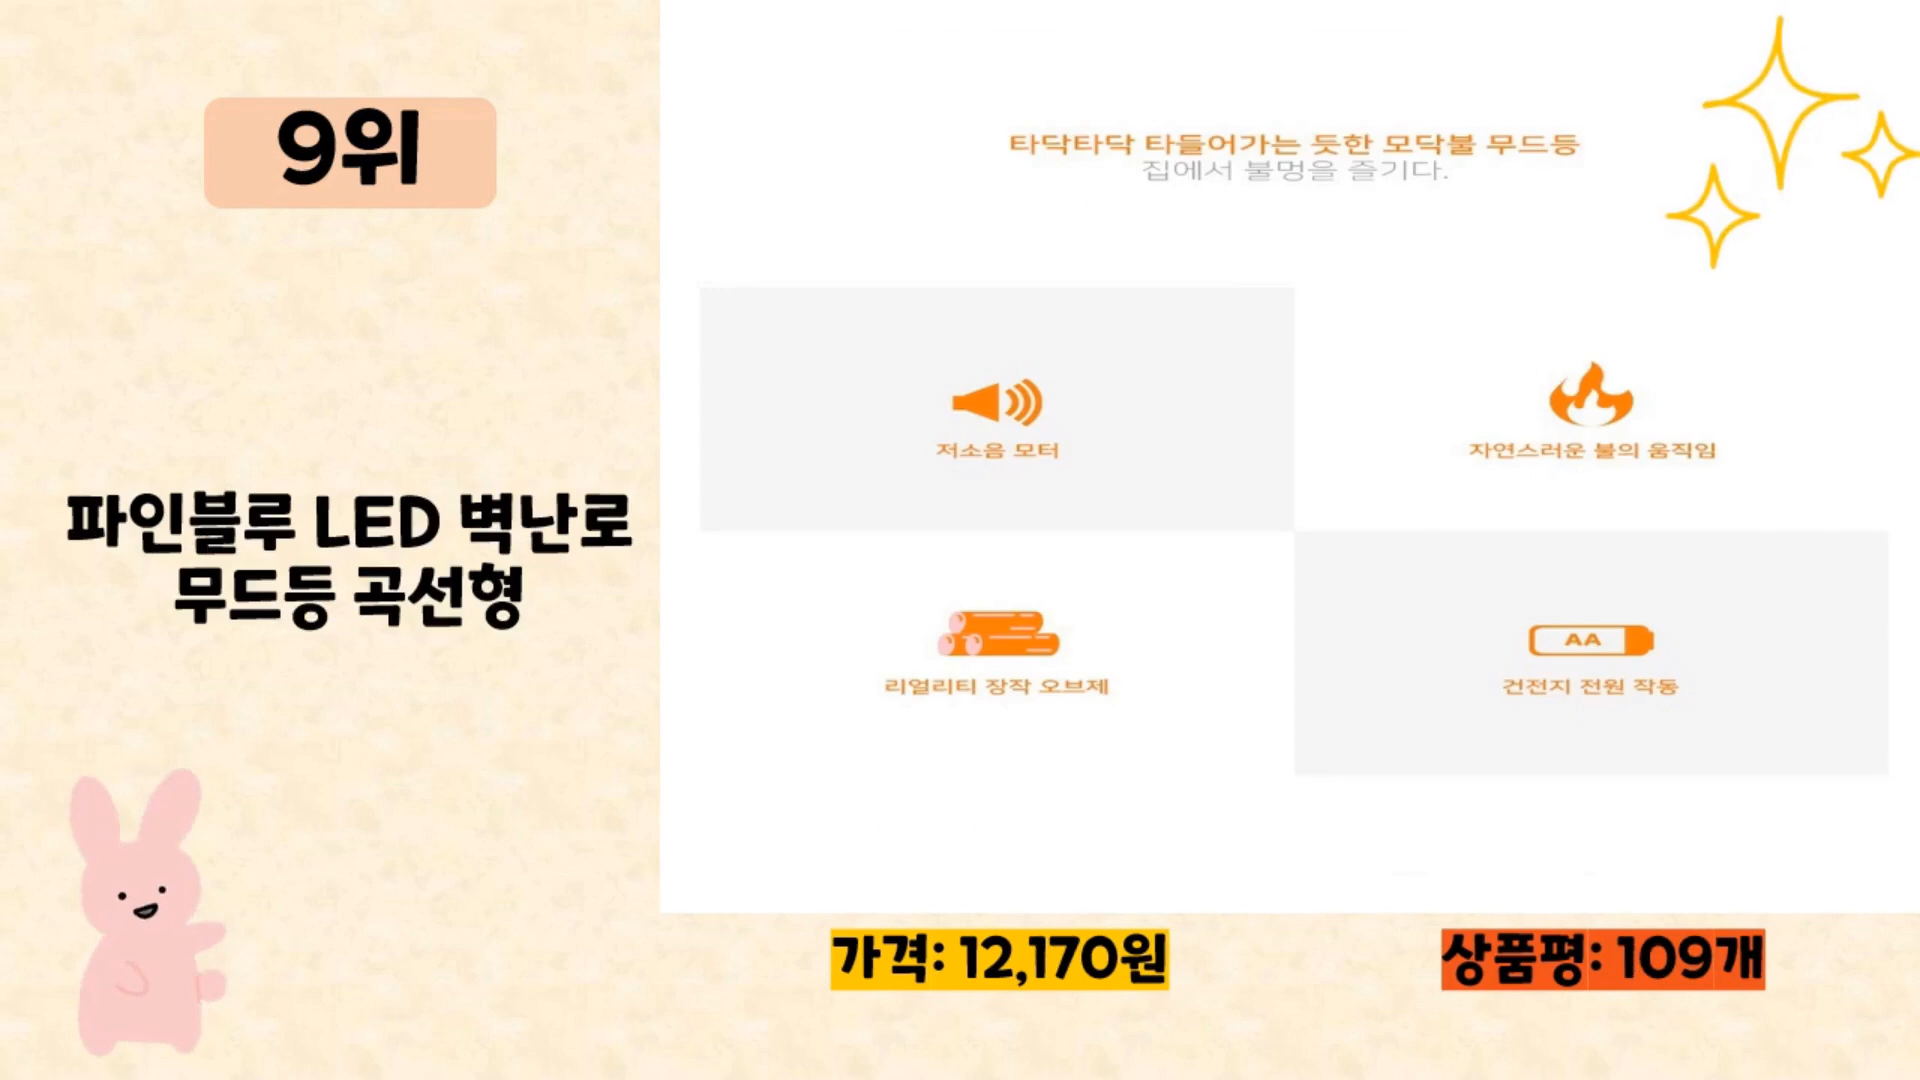 9위
파인블루 LED 벽난로
무드등 곡선형
타닥타닥 타들어가는 듯한 모닥불 무드등
집에서 불멍을 즐기다.
저소음 모터
자연스러운 불의 움직임
리얼리티 장작 오브제
AA
건전지 전원 작동
가격: 12,170원
상품평: 109개